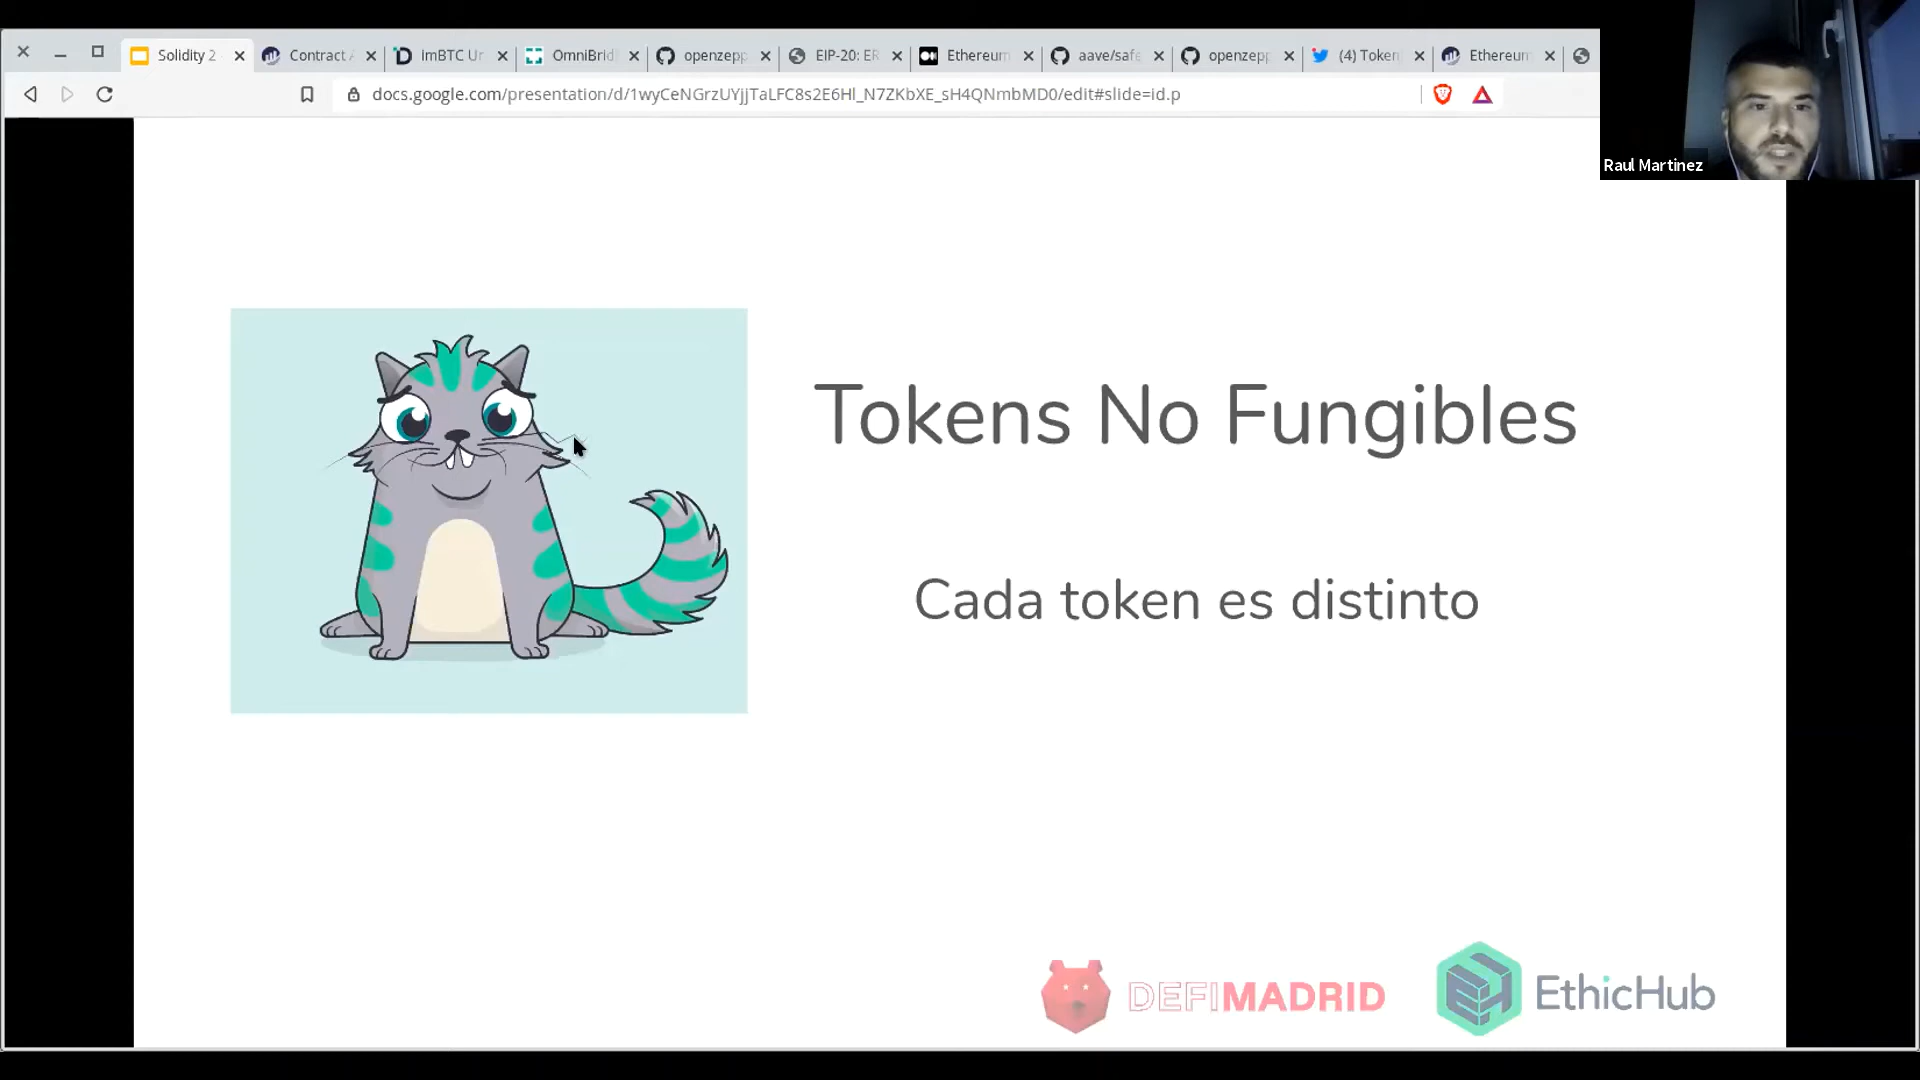 Solidity 2
Contract A
imBTC Un
OmniBrid
openzepp
EIP-20: ER
Ethereum
aave/safe
openzepp
(4) Token
Ethereum
docs.google.com/presentation/d/1wyCeNGrzUYjjTaLFC8s2E6Hl_N7ZKbXE_sH4QNmbMD0/edit#slide=id.p
Raul Martinez
Tokens No Fungibles
Cada token es distinto
DEFIMADRID
EthicHub